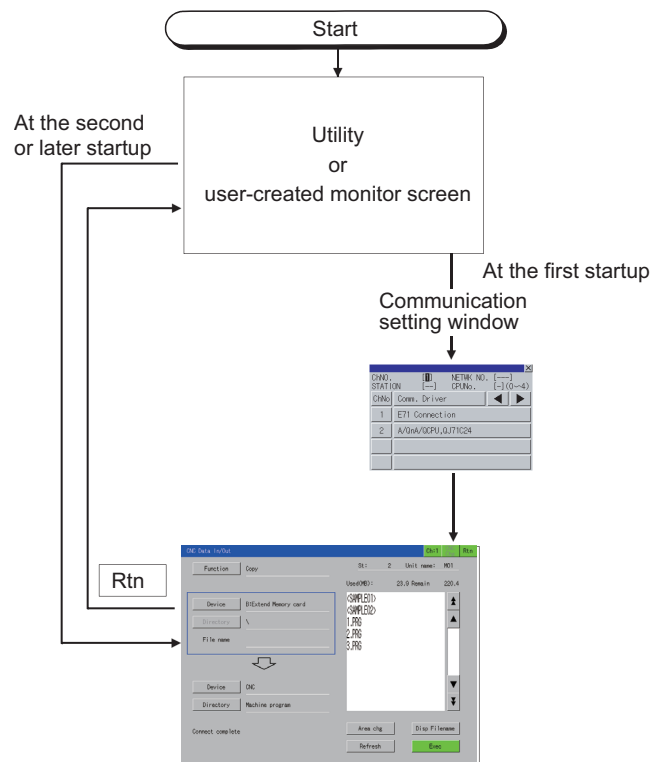 Start
At the second
or later startup
Utility
or
user-created monitor screen
At the first startup
Communication
setting window
ChNO. [1] NETWK NO. [---]
STATION [--] CPUNo. [-](0~4)
ChNo Comm. Driver
1 E71 Connection
2 A/QnA/QCPU,QJ71C24
Rtn
CNC Data In/Out Ch:1 Rtn
Function Copy St: 2 Unit name: M01
Used(MB): 23.9 Remain 220.4
Device B:Extend Memory card
Directory \
File name
<SAMPLE01>
<SAMPLE02>
1.PRG
2.PRG
3.PRG
Device CNC
Directory Machine program
Connect complete
Area chg Disp Filename
Refresh Exec